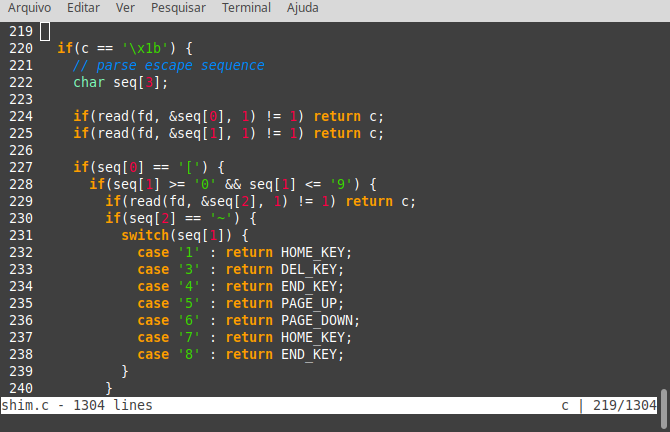 Arquivo Editar Ver Pesquisar Terminal Ajuda
219
220   if(c == '\x1b') {
221     // parse escape sequence
222     char seq[3];
223
224     if(read(fd, &seq[0], 1) != 1) return c;
225     if(read(fd, &seq[1], 1) != 1) return c;
226
227     if(seq[0] == '[') {
228       if(seq[1] >= '0' && seq[1] <= '9') {
229         if(read(fd, &seq[2], 1) != 1) return c;
230         if(seq[2] == '~') {
231           switch(seq[1]) {
232             case '1' : return HOME_KEY;
233             case '3' : return DEL_KEY;
234             case '4' : return END_KEY;
235             case '5' : return PAGE_UP;
236             case '6' : return PAGE_DOWN;
237             case '7' : return HOME_KEY;
238             case '8' : return END_KEY;
239           }
240         }
shim.c - 1304 lines c | 219/1304